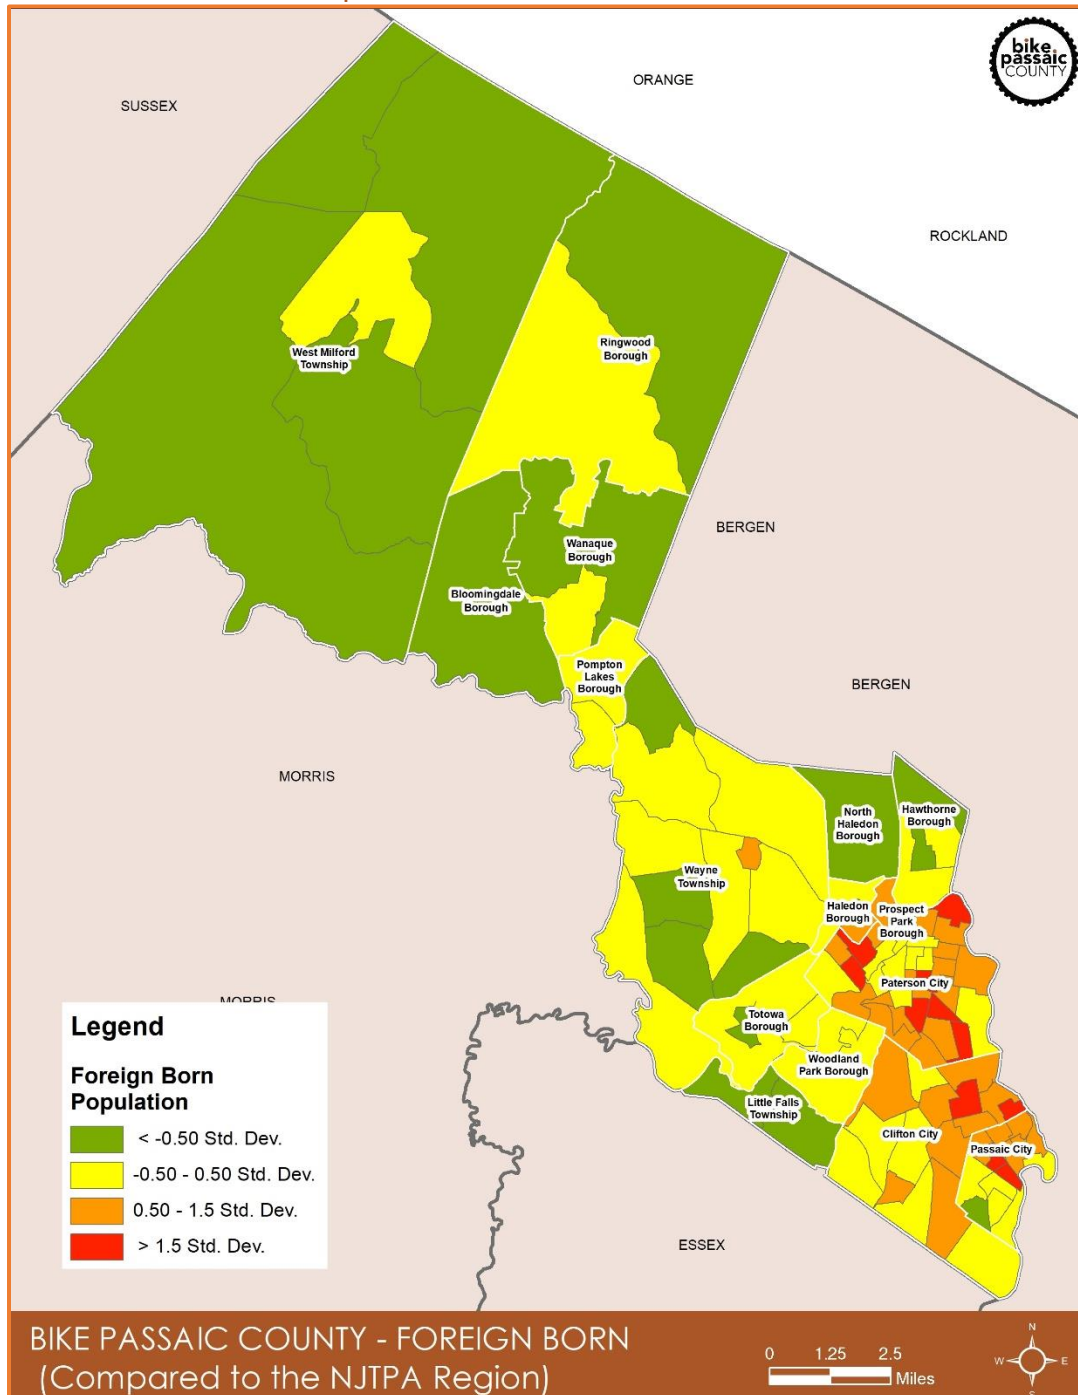 bike
passaic
COUNTY
ORANGE
SUSSEX
ROCKLAND
Ringwood
Borough
West Milford
Township
BERGEN
Wanaque
Borough
Bloomingdale
Borough
Pompton
Lakes
Borough
BERGEN
MORRIS
North
Haledon
Borough
Hawthorne
Borough
Wayne
Township
Haledon
Borough
Prospect
Park
Borough
Paterson City
MORRIS
Totowa
Borough
Woodland
Park Borough
Little Falls
Township
Clifton City
Passaic City
ESSEX
Legend
Foreign Born
Population
< -0.50 Std. Dev.
-0.50 - 0.50 Std. Dev.
0.50 - 1.5 Std. Dev.
> 1.5 Std. Dev.
BIKE PASSAIC COUNTY - FOREIGN BORN
(Compared to the NJTPA Region)
0 1.25 2.5
Miles
N
W E
S